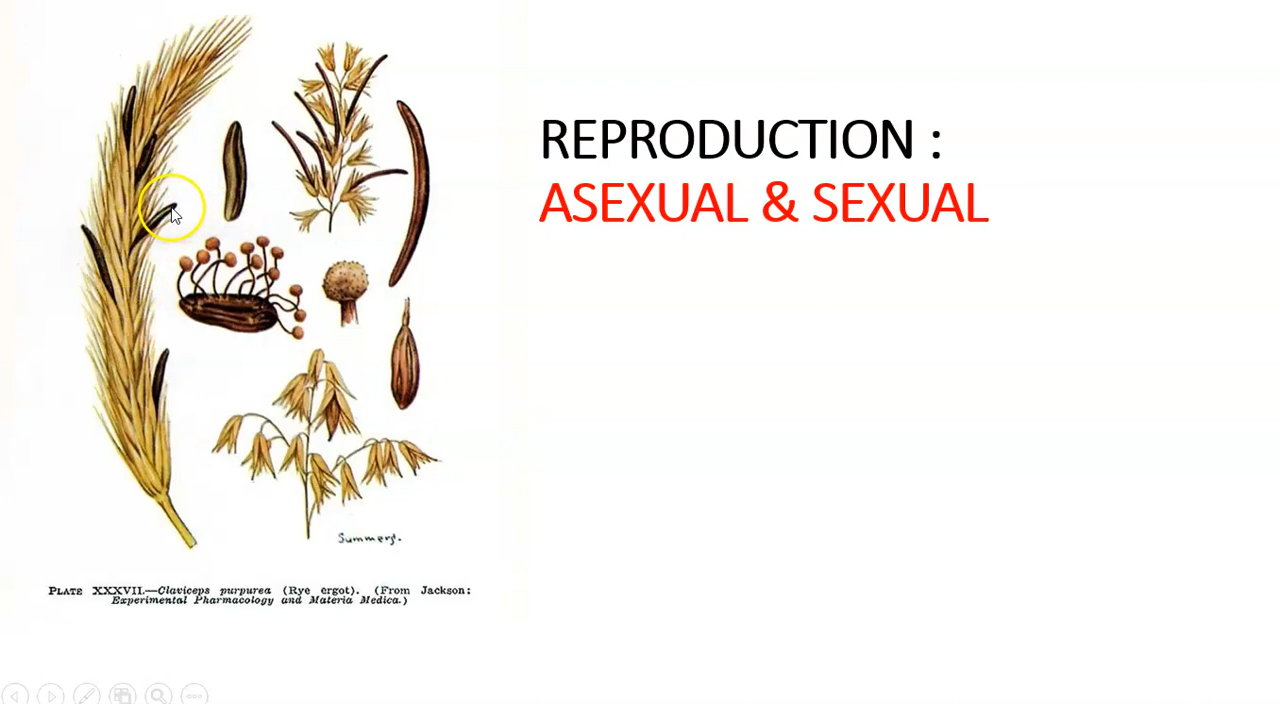 REPRODUCTION :
ASEXUAL & SEXUAL
Summers.
PLATE XXXVII.—Claviceps purpurea (Rye ergot). (From Jackson:
Experimental Pharmacology and Materia Medica.)